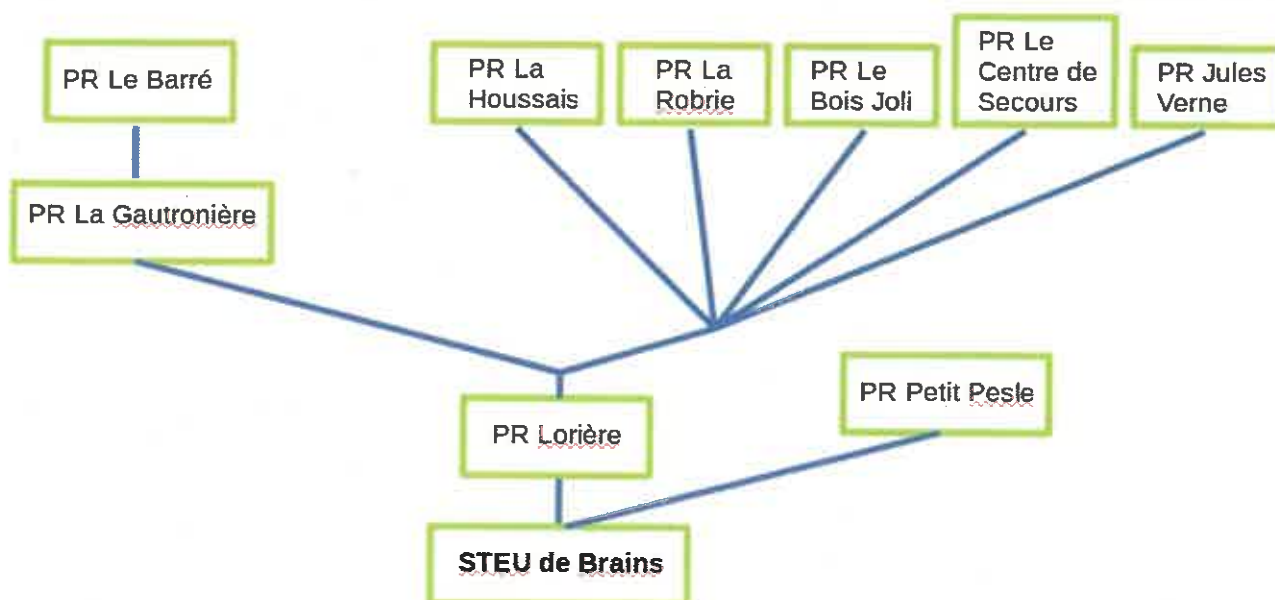 PR Le Barré
PR La
Houssais
PR La
Robrie
PR Le
Bois Joli
PR Le
Centre de
Secours
PR Jules
Verne
PR La Gautronière
PR Petit Pesle
PR Lorière
STEU de Brains